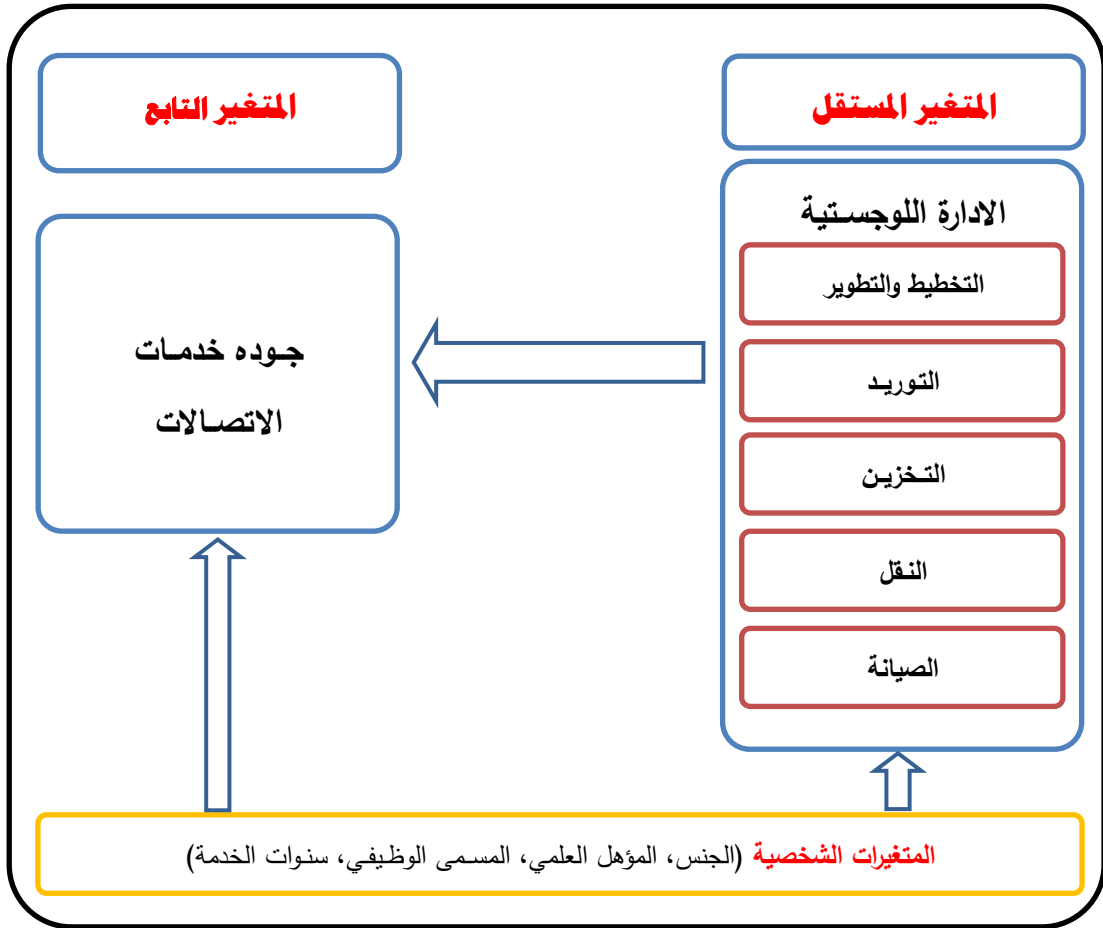 المتغير المستقل
المتغير التابع
الادارة اللوجستية
التخطيط والتطوير
التوريد
التخزين
النقل
الصيانة
جوده خدمات
الاتصالات
المتغيرات الشخصية (الجنس، المؤهل العلمي، المسمى الوظيفي، سنوات الخدمة)